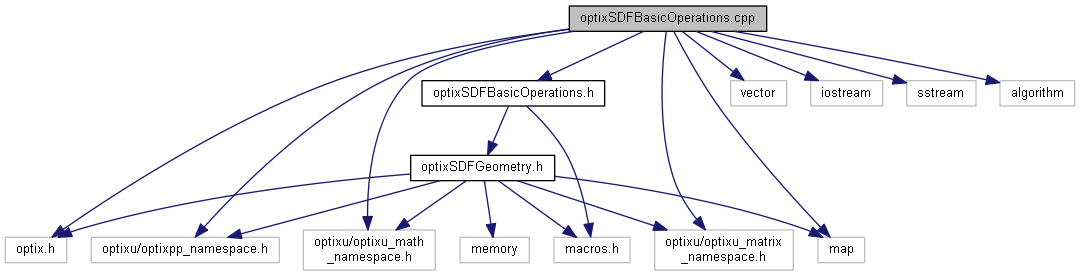 optixSDFBasicOperations.cpp
optixSDFBasicOperations.h
vector
iostream
sstream
algorithm
optixSDFGeometry.h
optix.h
optixu/optixpp_namespace.h
optixu/optixu_math
_namespace.h
memory
macros.h
optixu/optixu_matrix
_namespace.h
map